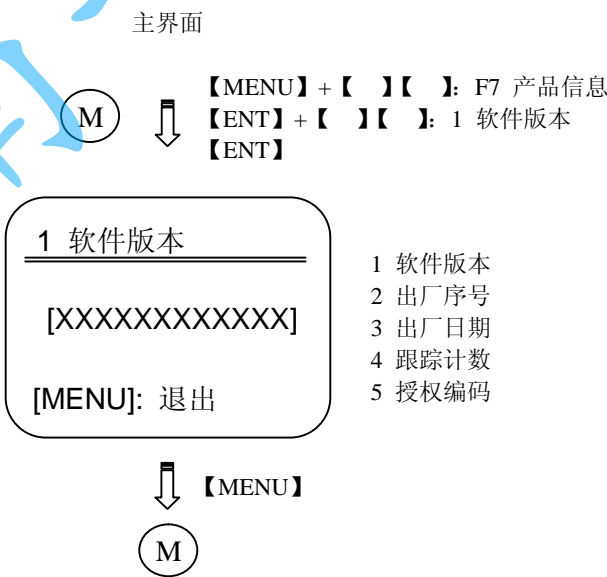 主界面
M
【MENU】+【 】【 】: F7 产品信息
【ENT】+【 】【 】: 1 软件版本
【ENT】
1 软件版本
[XXXXXXXXXXXX]
[MENU]: 退出
1 软件版本
2 出厂序号
3 出厂日期
4 跟踪计数
5 授权编码
【MENU】
M